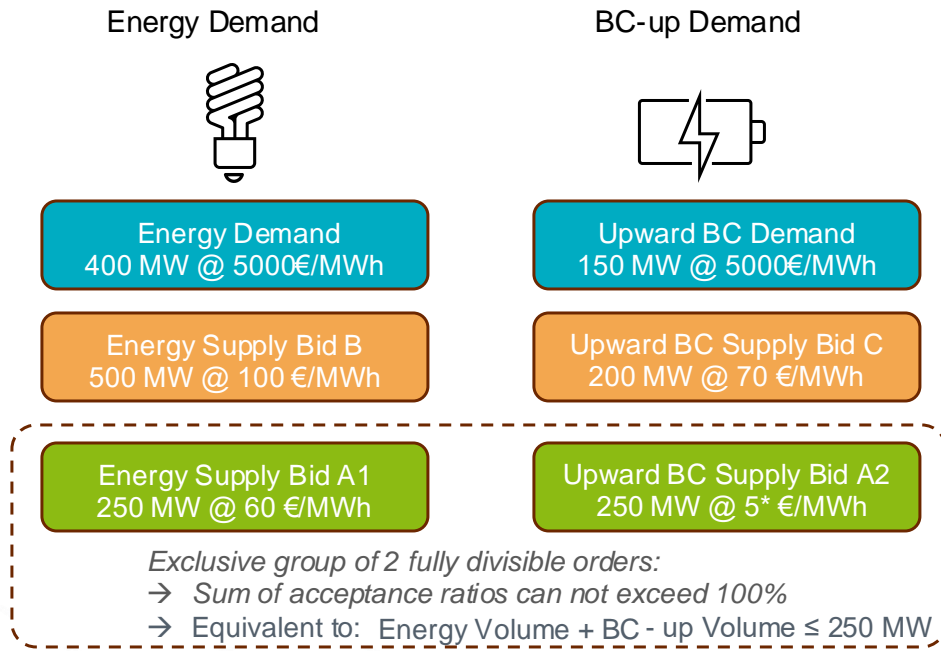 Energy Demand
BC-up Demand
Energy Demand
400 MW @ 5000€/MWh
Upward BC Demand
150 MW @ 5000€/MWh
Energy Supply Bid B
500 MW @ 100 €/MWh
Upward BC Supply Bid C
200 MW @ 70 €/MWh
Energy Supply Bid A1
250 MW @ 60 €/MWh
Upward BC Supply Bid A2
250 MW @ 5* €/MWh
Exclusive group of 2 fully divisible orders:
→ Sum of acceptance ratios can not exceed 100%
→ Equivalent to: Energy Volume + BC - up Volume ≤ 250 MW